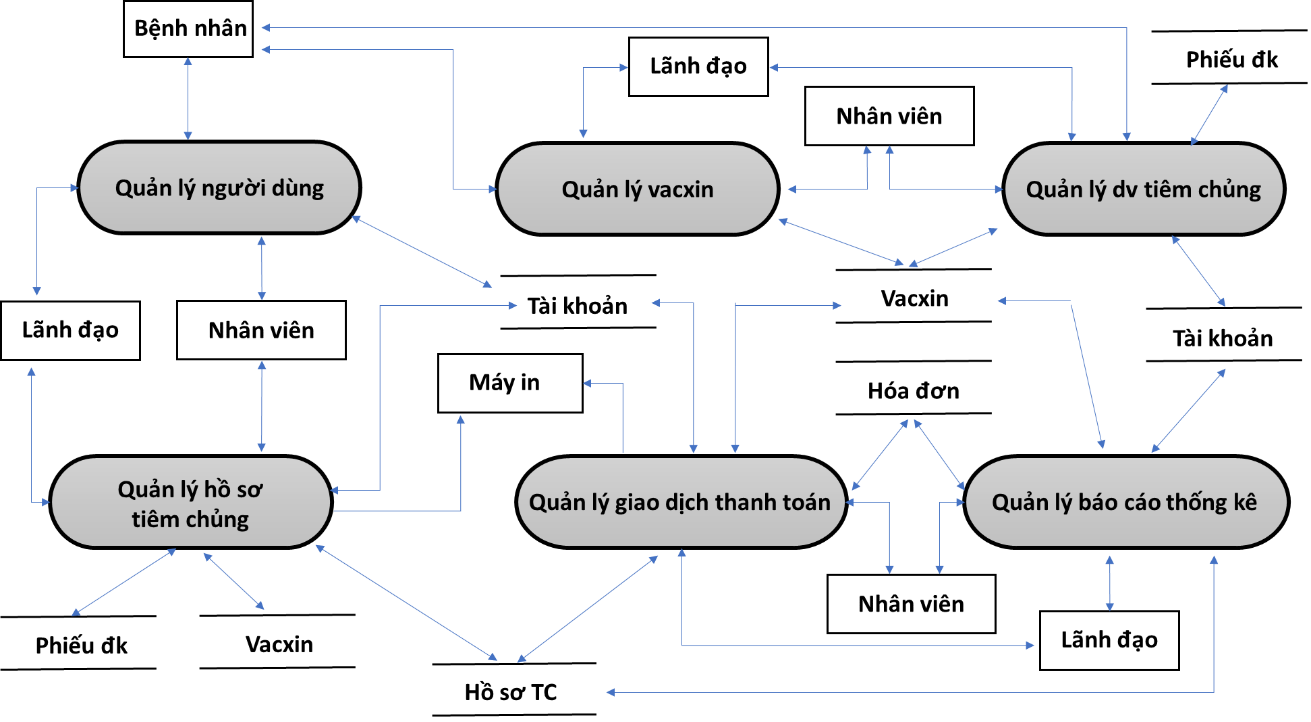 Bệnh nhân
Lãnh đạo
Phiếu đk
Nhân viên
Quản lý người dùng
Quản lý vacxin
Quản lý dv tiêm chủng
Tài khoản
Vacxin
Lãnh đạo
Nhân viên
Tài khoản
Máy in
Hóa đơn
Quản lý hồ sơ
tiêm chủng
Quản lý giao dịch thanh toán
Quản lý báo cáo thống kê
Nhân viên
Phiếu đk
Vacxin
Lãnh đạo
Hồ sơ TC